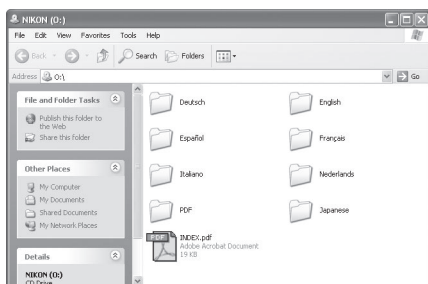 NIKON (O:)
File Edit View Favorites Tools Help
Back Search Folders
Address O:\ Go
File and Folder Tasks
Publish this folder to
the Web
Share this folder
Other Places
My Computer
My Documents
Shared Documents
My Network Places
Details
NIKON (O:)
CD Drive
Deutsch English
Español Français
Italiano Nederlands
PDF Japanese
PDF
INDEX.pdf
Adobe Acrobat Document
19 KB